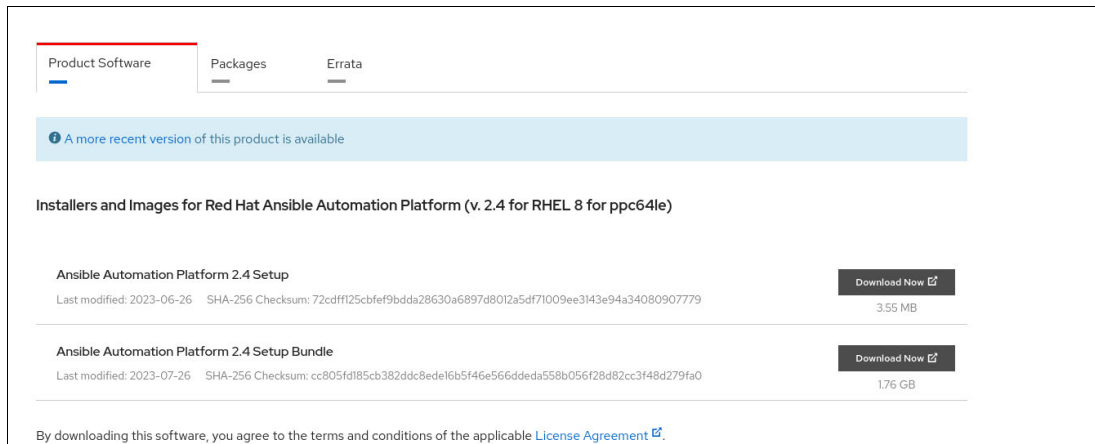 Product Software Packages Errata
A more recent version of this product is available
Installers and Images for Red Hat Ansible Automation Platform (v. 2.4 for RHEL 8 for ppc64le)
Ansible Automation Platform 2.4 Setup
Download Now
Last modified: 2023-06-26 SHA-256 Checksum: 72cdff125cbfef9bdda28630a6897d8012a5df71009ee3143e94a34080907779
3.55 MB
Ansible Automation Platform 2.4 Setup Bundle
Download Now
Last modified: 2023-07-26 SHA-256 Checksum: cc805fd185cb382ddc8ede16b5f46e566ddeda558b056f28d82cc3f48d279fa0
1.76 GB
By downloading this software, you agree to the terms and conditions of the applicable License Agreement.